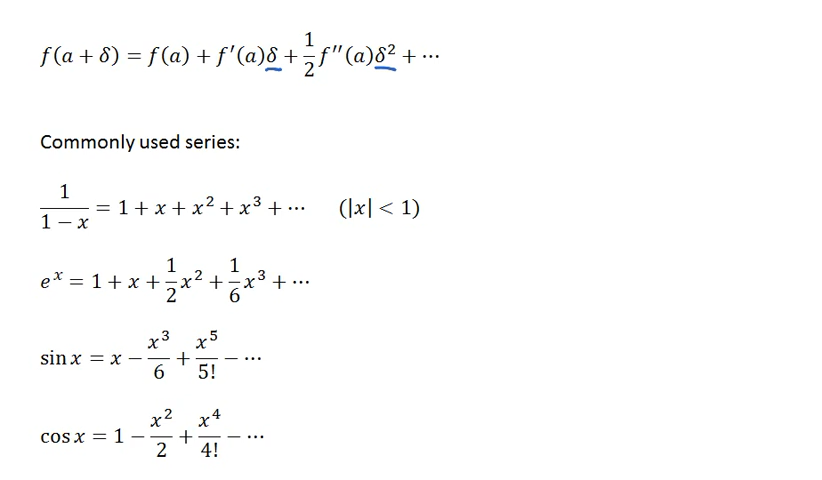 f(a + δ) = f(a) + f′(a)δ + 1/2 f″(a)δ² + ⋯
Commonly used series:
1/(1 − x) = 1 + x + x² + x³ + ⋯ (|x| < 1)
eˣ = 1 + x + 1/2 x² + 1/6 x³ + ⋯
sin x = x − x³/6 + x⁵/5! − ⋯
cos x = 1 − x²/2 + x⁴/4! − ⋯